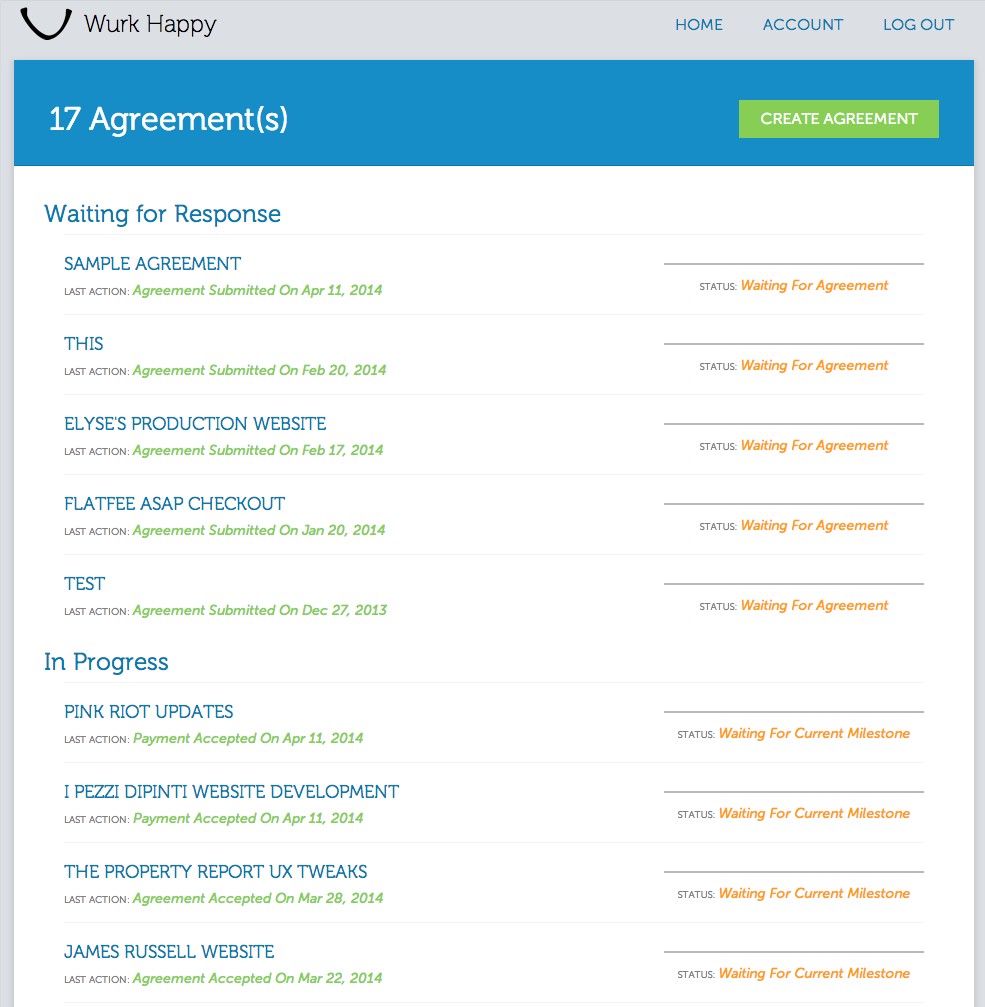 Wurk Happy
HOME ACCOUNT LOG OUT
17 Agreement(s)
CREATE AGREEMENT
Waiting for Response
SAMPLE AGREEMENT
LAST ACTION: Agreement Submitted On Apr 11, 2014
STATUS: Waiting For Agreement
THIS
LAST ACTION: Agreement Submitted On Feb 20, 2014
STATUS: Waiting For Agreement
ELYSE'S PRODUCTION WEBSITE
LAST ACTION: Agreement Submitted On Feb 17, 2014
STATUS: Waiting For Agreement
FLATFEE ASAP CHECKOUT
LAST ACTION: Agreement Submitted On Jan 20, 2014
STATUS: Waiting For Agreement
TEST
LAST ACTION: Agreement Submitted On Dec 27, 2013
STATUS: Waiting For Agreement
In Progress
PINK RIOT UPDATES
LAST ACTION: Payment Accepted On Apr 11, 2014
STATUS: Waiting For Current Milestone
I PEZZI DIPINTI WEBSITE DEVELOPMENT
LAST ACTION: Payment Accepted On Apr 11, 2014
STATUS: Waiting For Current Milestone
THE PROPERTY REPORT UX TWEAKS
LAST ACTION: Agreement Accepted On Mar 28, 2014
STATUS: Waiting For Current Milestone
JAMES RUSSELL WEBSITE
LAST ACTION: Agreement Accepted On Mar 22, 2014
STATUS: Waiting For Current Milestone